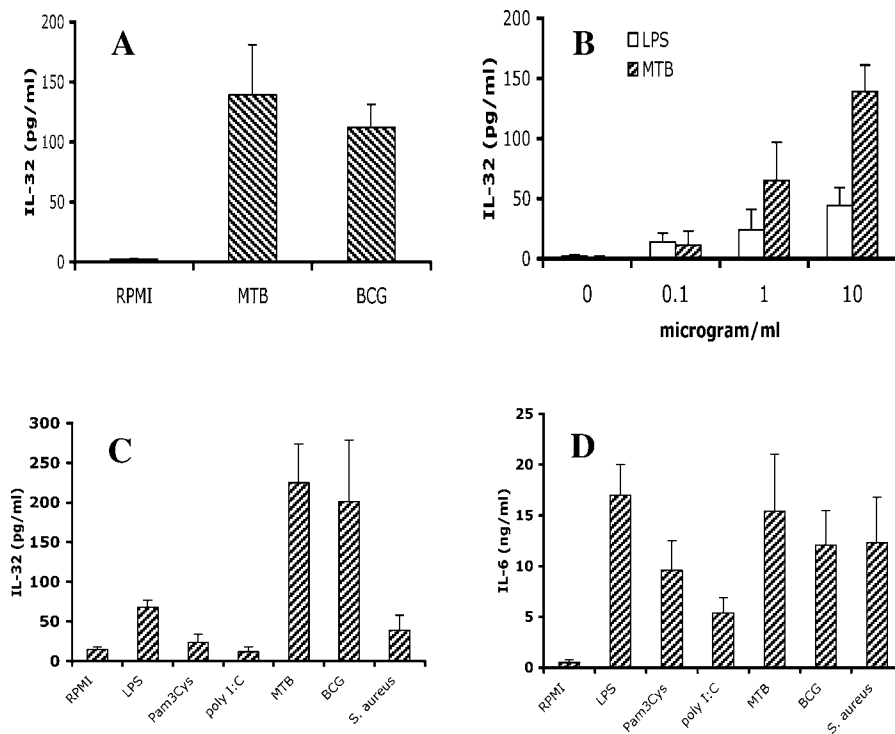 A
IL-32 (pg/ml)
200
150
100
50
0
RPMI MTB BCG
B
LPS
MTB
IL-32 (pg/ml)
200
150
100
50
0
0 0.1 1 10
microgram/ml
C
IL-32 (pg/ml)
300
250
200
150
100
50
0
RPMI LPS Pam3Cys poly I:C MTB BCG S. aureus
D
IL-6 (ng/ml)
25
20
15
10
5
0
RPMI LPS Pam3Cys poly I:C MTB BCG S. aureus